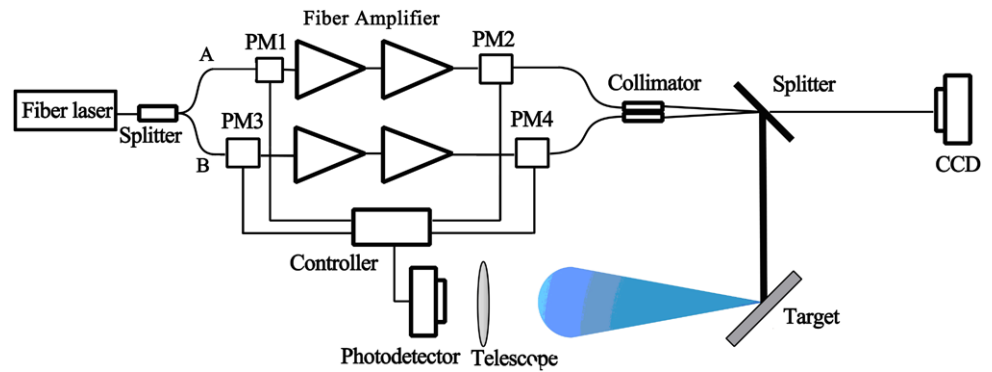 Fiber Amplifier
A
PM1
PM2
Fiber laser
Splitter
Collimator
Splitter
B
PM3
PM4
CCD
Controller
Photodetector
Telescope
Target